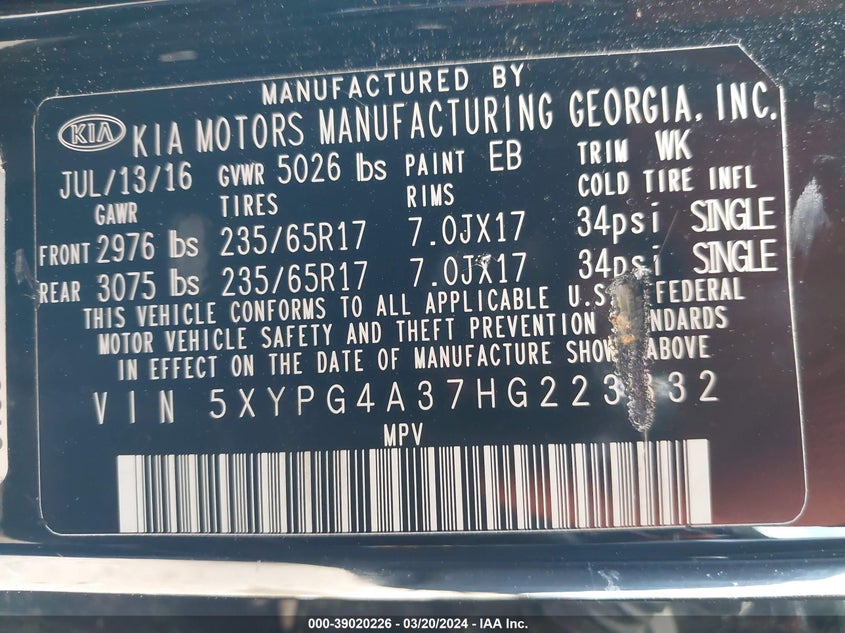 MANUFACTURED BY
KIA KIA MOTORS MANUFACTURING GEORGIA, INC.
JUL/13/16 GVWR 5026 lbs PAINT EB TRIM WK
GAWR TIRES RIMS COLD TIRE INFL
FRONT 2976 lbs 235/65R17 7.0JX17 34psi SINGLE
REAR 3075 lbs 235/65R17 7.0JX17 34psi SINGLE
THIS VEHICLE CONFORMS TO ALL APPLICABLE FEDERAL
MOTOR VEHICLE SAFETY AND THEFT PREVENTION
IN EFFECT ON THE DATE OF MANUFACTURE ABOVE
VIN
MPV
000-39020226 - 03/20/2024 - IAA Inc.